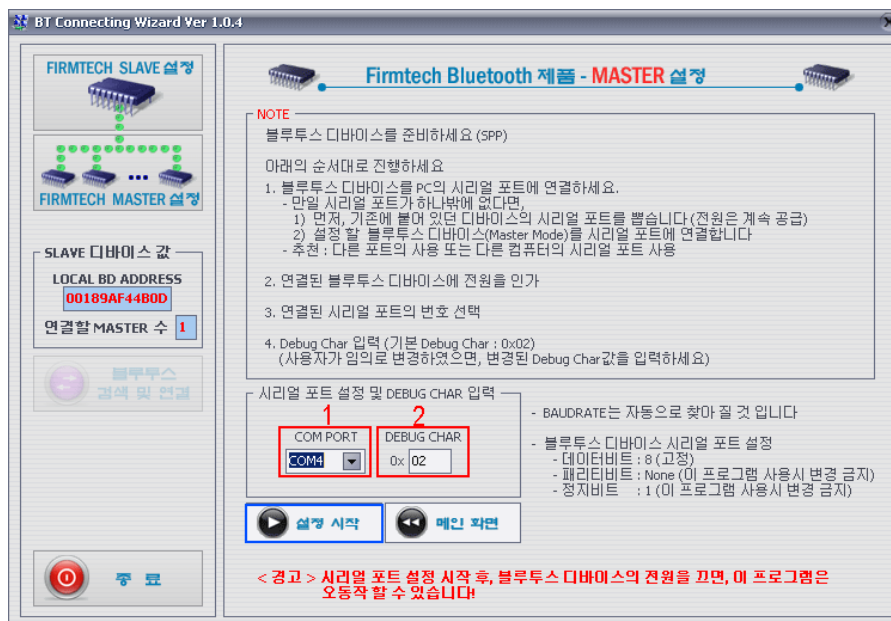 BT Connecting Wizard Ver 1.0.4
FIRMTECH SLAVE 설정
FIRMTECH MASTER 설정
SLAVE 디바이스 값
LOCAL BD ADDRESS
00189AF44B0D
연결할 MASTER 수 1
블루투스
검색 및 연결
종 료
Firmtech Bluetooth 제품 - MASTER 설정
NOTE
블루투스 디바이스를 준비하세요 (SPP)
아래의 순서대로 진행하세요
1. 블루투스 디바이스를 PC의 시리얼 포트에 연결하세요.
- 만일 시리얼 포트가 하나밖에 없다면,
1) 먼저, 기존에 붙어 있던 디바이스의 시리얼 포트를 뽑습니다 (전원은 계속 공급)
2) 설정 할 블루투스 디바이스(Master Mode)를 시리얼 포트에 연결합니다
- 추천 : 다른 포트의 사용 또는 다른 컴퓨터의 시리얼 포트 사용
2. 연결된 블루투스 디바이스에 전원을 인가
3. 연결된 시리얼 포트의 번호 선택
4. Debug Char 입력 (기본 Debug Char : 0x02)
(사용자가 임의로 변경하였으면, 변경된 Debug Char값을 입력하세요)
시리얼 포트 설정 및 DEBUG CHAR 입력
1 2
COM PORT DEBUG CHAR
COM4 0x 02
- BAUDRATE는 자동으로 찾아 질 것 입니다
- 블루투스 디바이스 시리얼 포트 설정
- 데이터비트 : 8 (고정)
- 패리티비트 : None (이 프로그램 사용시 변경 금지)
- 정지비트 : 1 (이 프로그램 사용시 변경 금지)
설정 시작 메인 화면
< 경고 > 시리얼 포트 설정 시작 후, 블루투스 디바이스의 전원을 끄면, 이 프로그램은
오동작 할 수 있습니다!